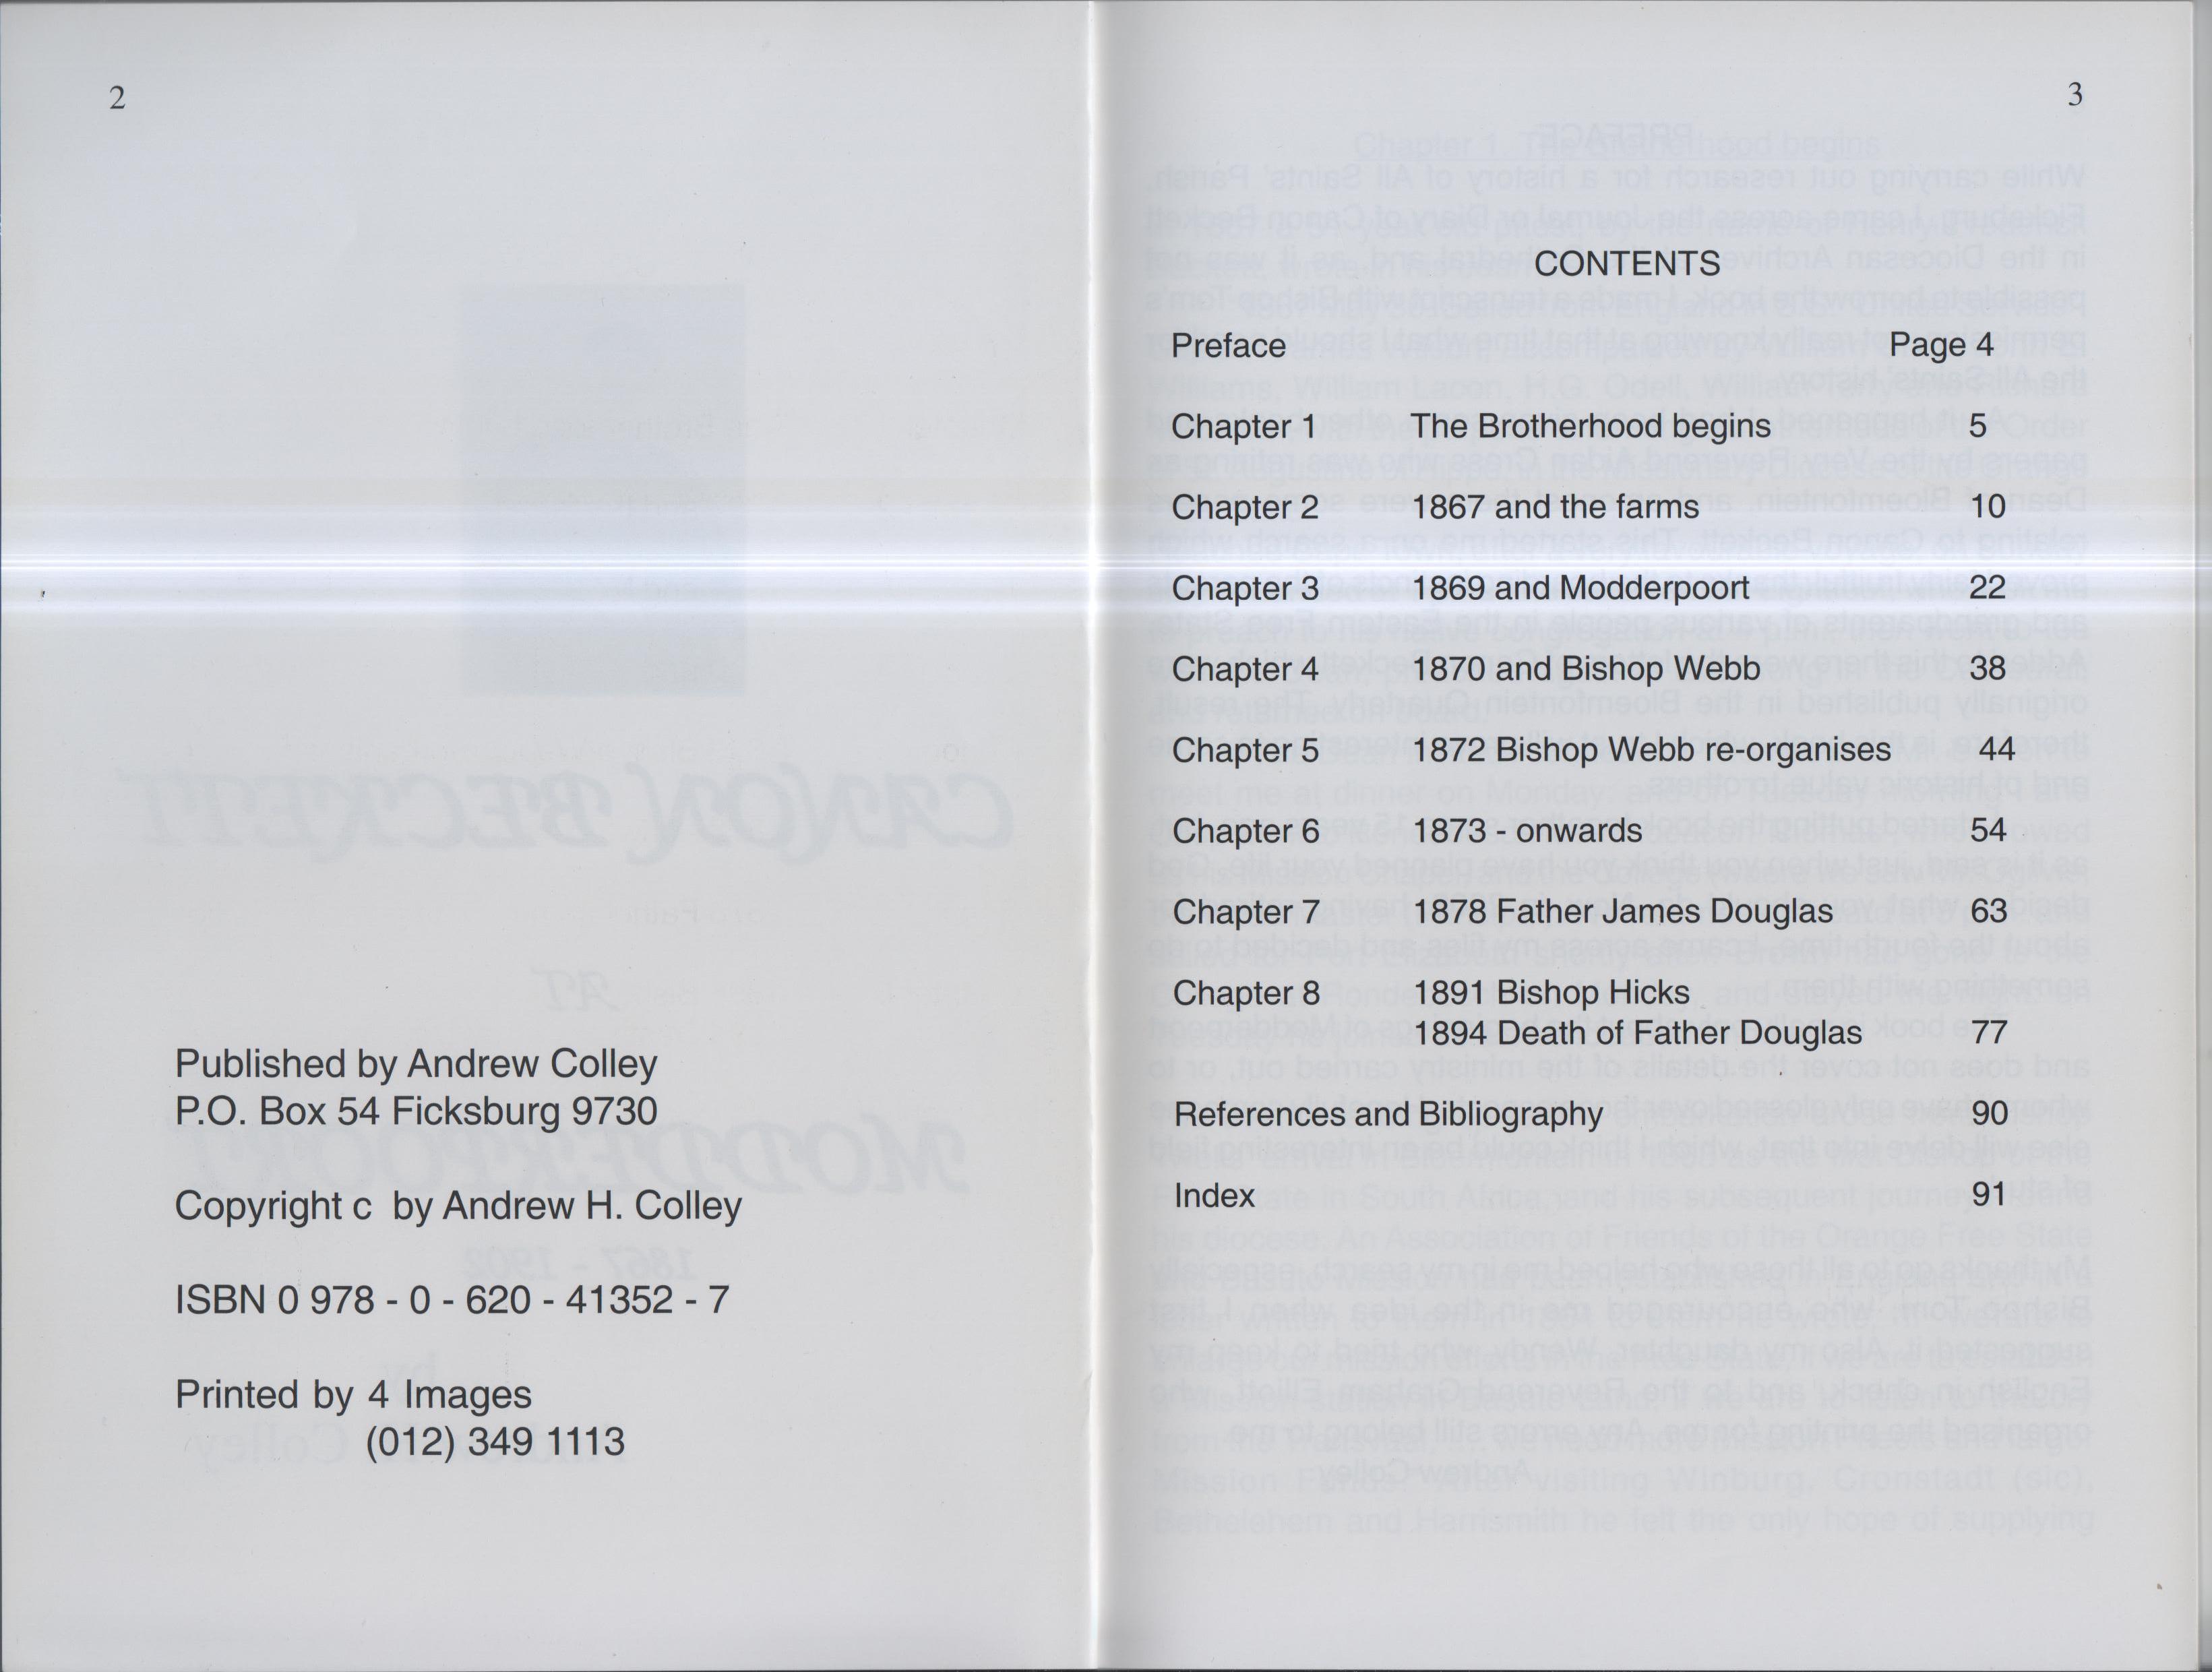 2
Published by Andrew Colley
P.O. Box 54 Ficksburg 9730
Copyright c by Andrew H. Colley
ISBN 0 978 - 0 - 620 - 41352 - 7
Printed by 4 Images
(012) 349 1113
3
CONTENTS
Preface Page 4
Chapter 1 The Brotherhood begins 5
Chapter 2 1867 and the farms 10
Chapter 3 1869 and Modderpoort 22
Chapter 4 1870 and Bishop Webb 38
Chapter 5 1872 Bishop Webb re-organises 44
Chapter 6 1873 - onwards 54
Chapter 7 1878 Father James Douglas 63
Chapter 8 1891 Bishop Hicks
1894 Death of Father Douglas 77
References and Bibliography 90
Index 91